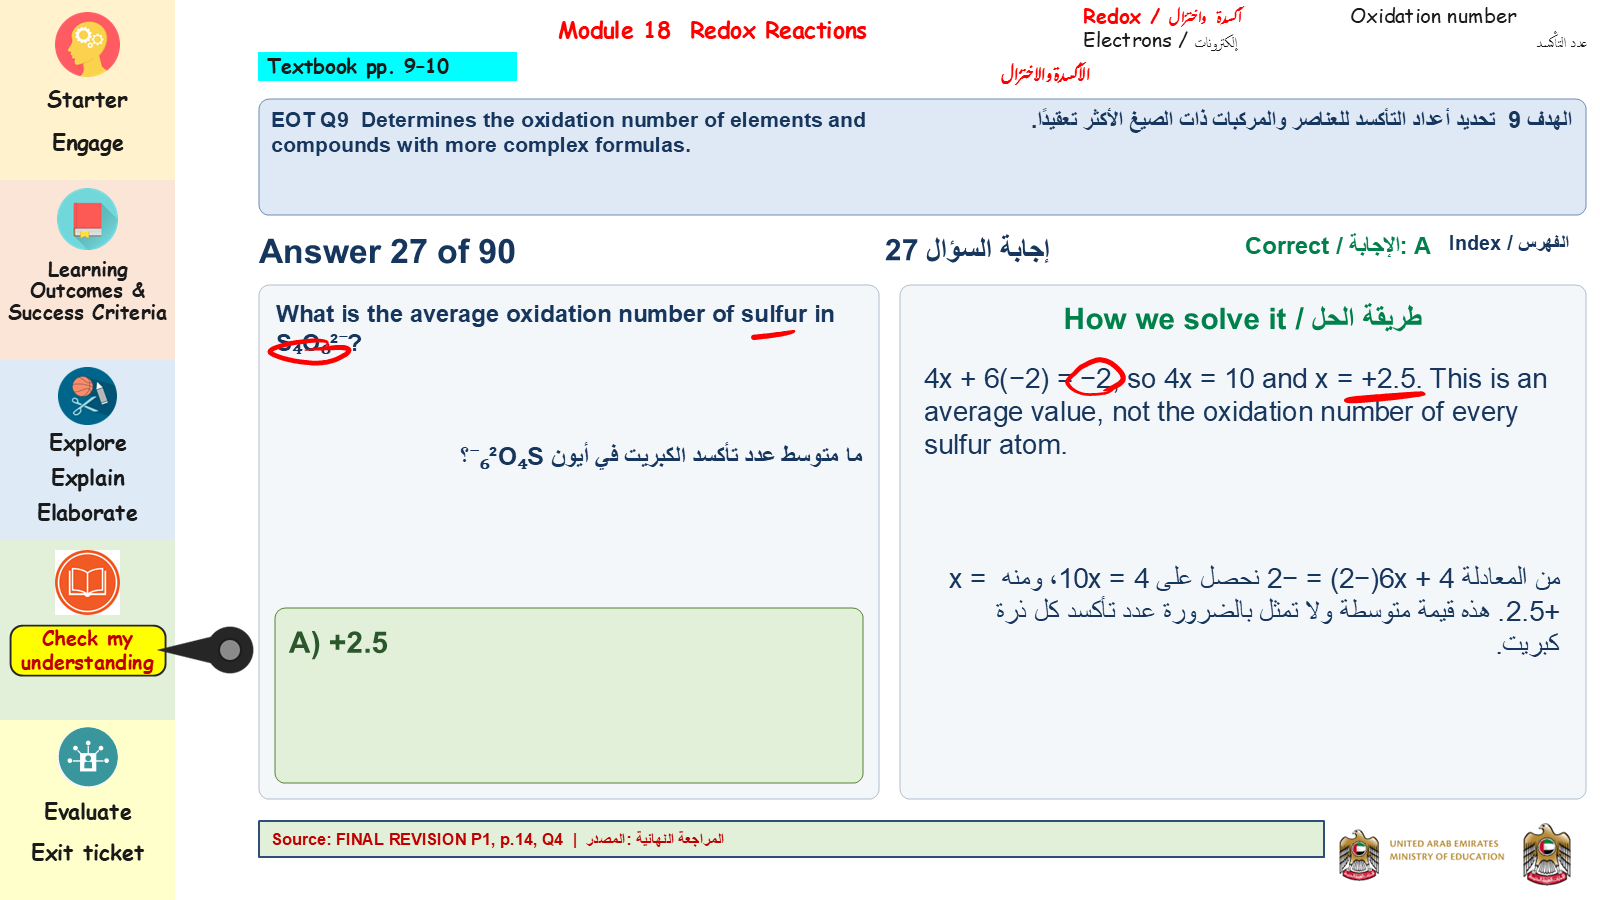 Starter
Engage
Learning
Outcomes &
Success Criteria
Explore
Explain
Elaborate
Check my
understanding
Evaluate
Exit ticket
Module 18 Redox Reactions
Redox / أكسدة واختزال
Electrons / إلكترونات
Oxidation number
عدد التأكسد
Textbook pp. 9-10
الأكسدة والاختزال
EOT Q9 Determines the oxidation number of elements and
compounds with more complex formulas.
الهدف 9 تحديد أعداد التأكسد للعناصر والمركبات ذات الصيغ الأكثر تعقيدًا.
Answer 27 of 90
إجابة السؤال 27
Correct / الإجابة: A
Index / الفهرس
What is the average oxidation number of sulfur in
S₄O₆²⁻?
ما متوسط عدد تأكسد الكبريت في أيون S₄O₆²⁻؟
A) +2.5
How we solve it / طريقة الحل
4x + 6(−2) = −2, so 4x = 10 and x = +2.5. This is an
average value, not the oxidation number of every
sulfur atom.
من المعادلة 4x + 6(−2) = −2 نحصل على 4x = 10، ومنه x =
+2.5. هذه قيمة متوسطة ولا تمثل بالضرورة عدد تأكسد كل ذرة
كبريت.
Source: FINAL REVISION P1, p.14, Q4 | المصدر: المراجعة النهائية
UNITED ARAB EMIRATES
MINISTRY OF EDUCATION